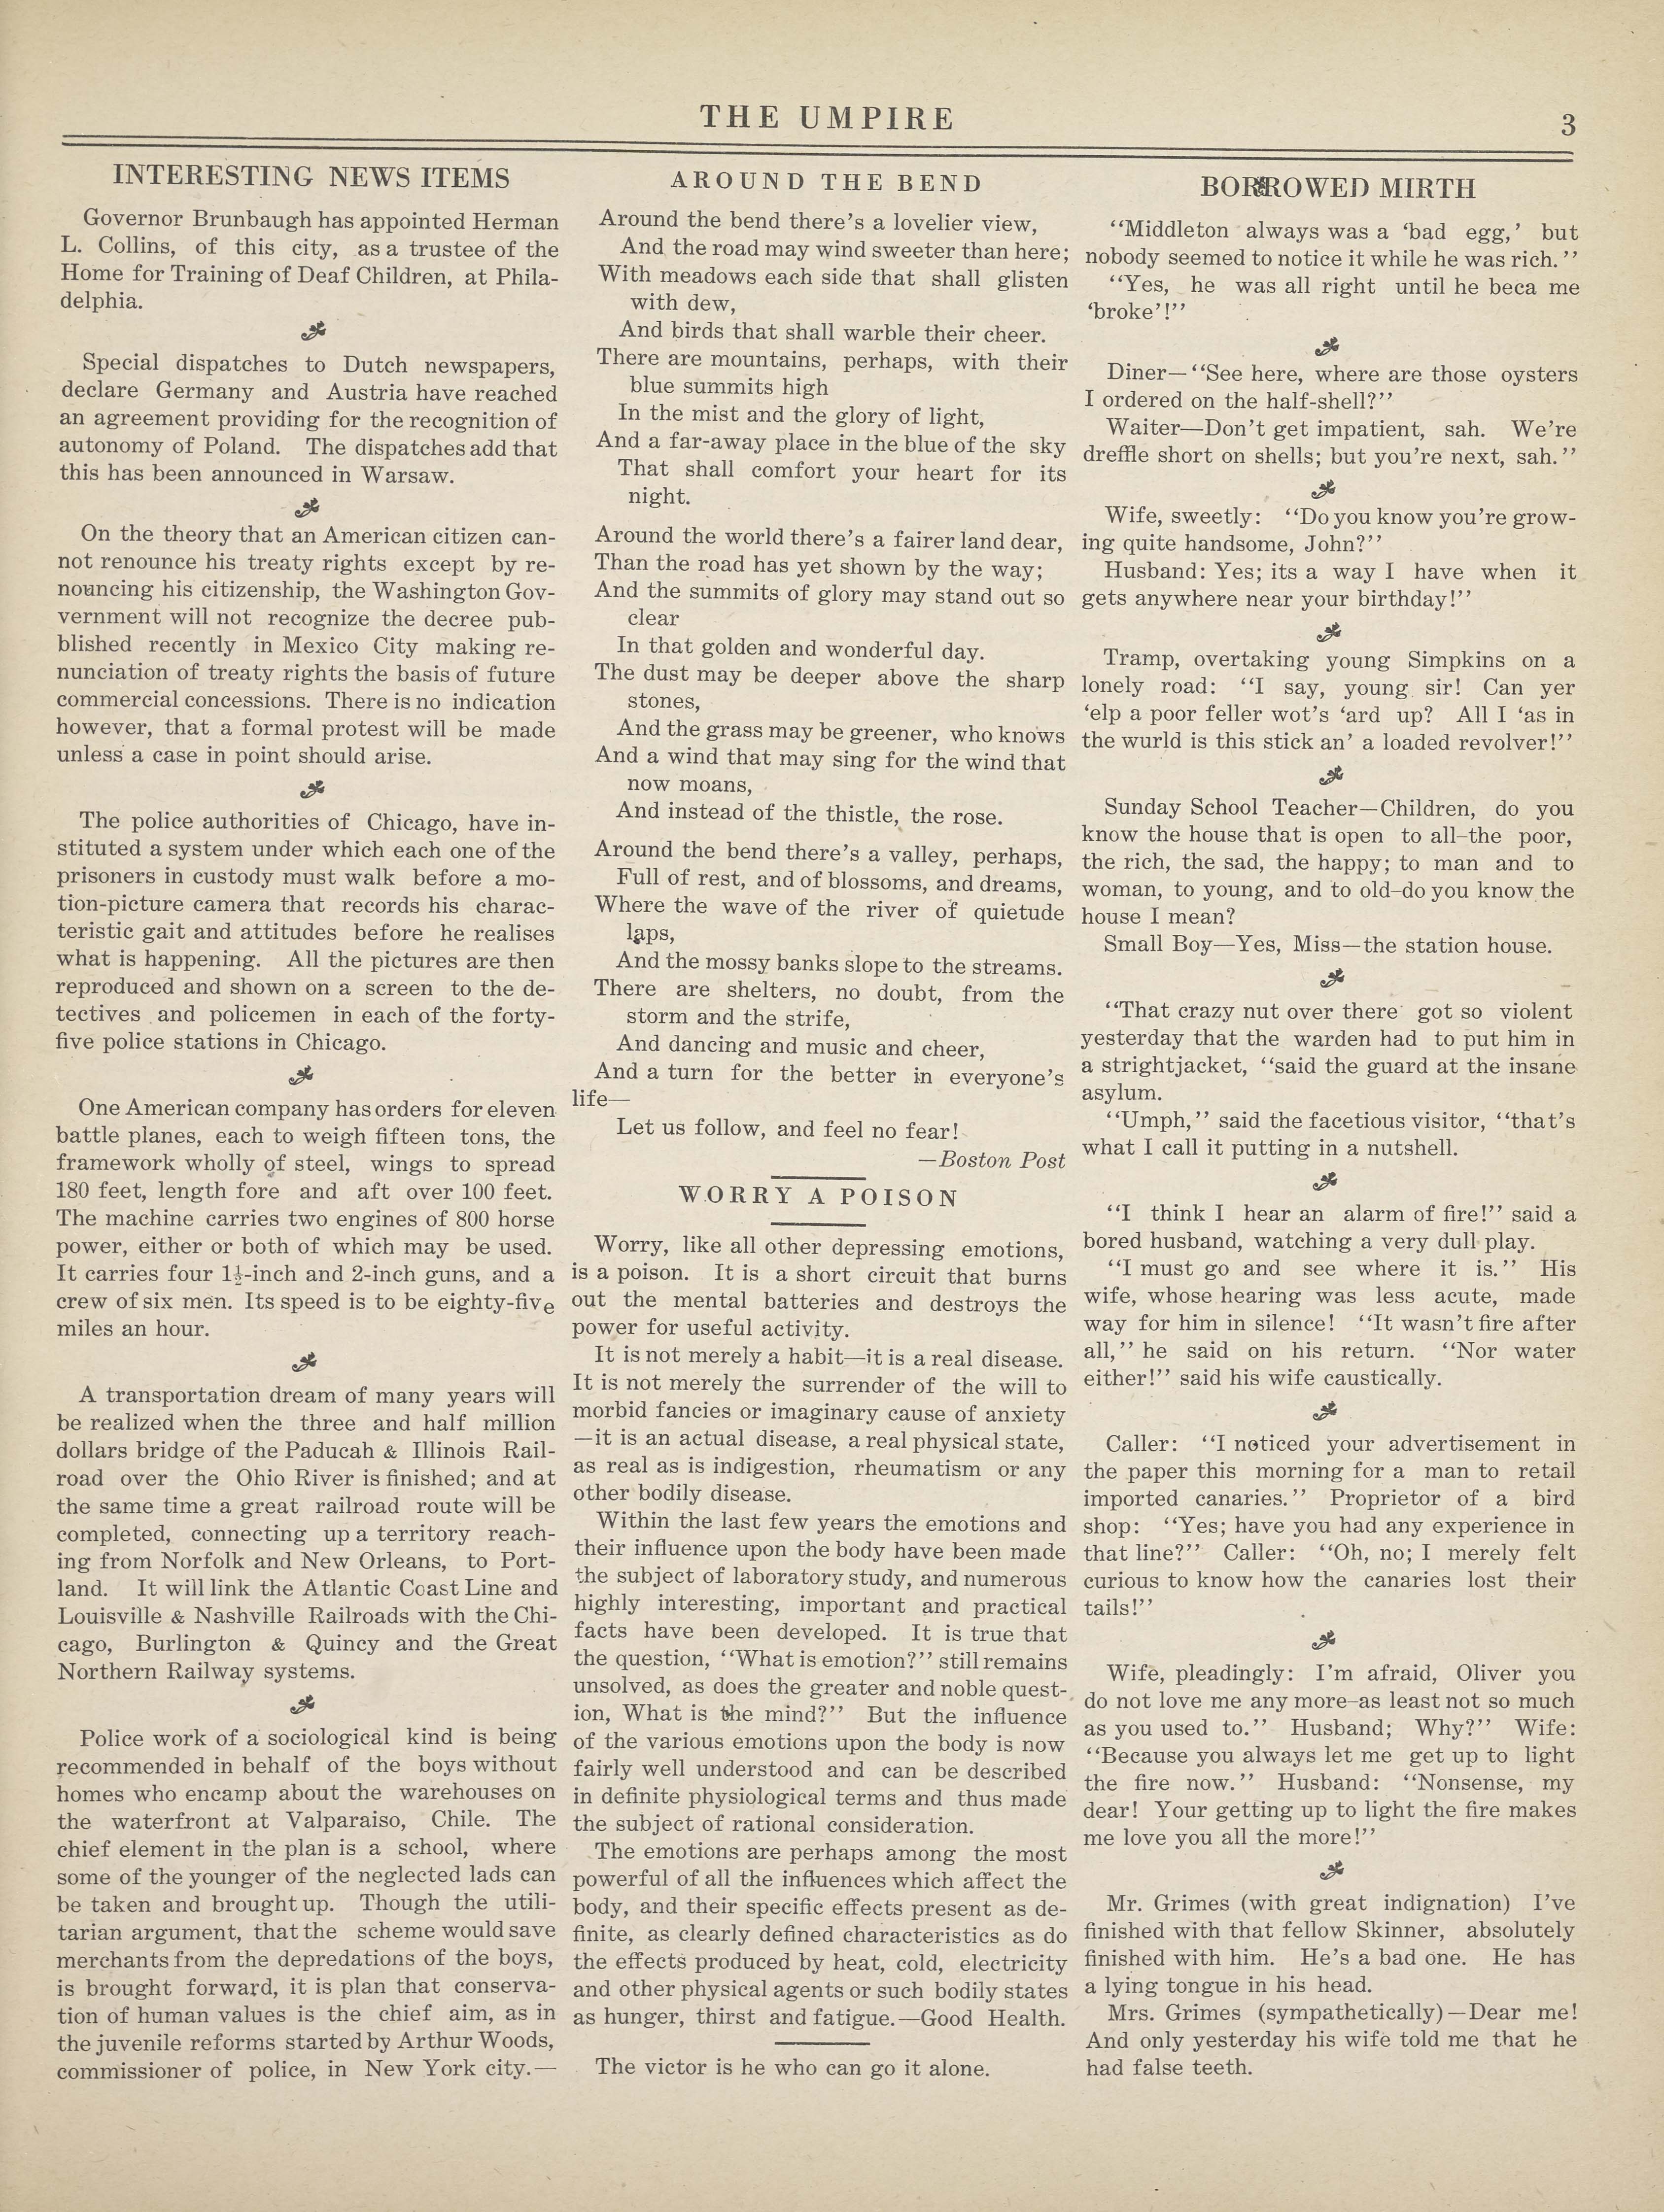 THE UMPIRE
3
INTERESTING NEWS ITEMS
Governor Brunbaugh has appointed Herman
L. Collins, of this city, as a trustee of the
Home for Training of Deaf Children, at Phila-
delphia.
Special dispatches to Dutch newspapers,
declare Germany and Austria have reached
an agreement providing for the recognition of
autonomy of Poland. The dispatches add that
this has been announced in Warsaw.
On the theory that an American citizen can-
not renounce his treaty rights except by re-
nouncing his citizenship, the Washington Gov-
vernment will not recognize the decree pub-
blished recently in Mexico City making re-
nunciation of treaty rights the basis of future
commercial concessions. There is no indication
however, that a formal protest will be made
unless a case in point should arise.
The police authorities of Chicago, have in-
stituted a system under which each one of the
prisoners in custody must walk before a mo-
tion-picture camera that records his charac-
teristic gait and attitudes before he realises
what is happening. All the pictures are then
reproduced and shown on a screen to the de-
tectives and policemen in each of the forty-
five police stations in Chicago.
One American company has orders for eleven
battle planes, each to weigh fifteen tons, the
framework wholly of steel, wings to spread
180 feet, length fore and aft over 100 feet.
The machine carries two engines of 800 horse
power, either or both of which may be used.
It carries four 1½-inch and 2-inch guns, and a
crew of six men. Its speed is to be eighty-five
miles an hour.
A transportation dream of many years will
be realized when the three and half million
dollars bridge of the Paducah & Illinois Rail-
road over the Ohio River is finished; and at
the same time a great railroad route will be
completed, connecting up a territory reach-
ing from Norfolk and New Orleans, to Port-
land. It will link the Atlantic Coast Line and
Louisville & Nashville Railroads with the Chi-
cago, Burlington & Quincy and the Great
Northern Railway systems.
Police work of a sociological kind is being
recommended in behalf of the boys without
homes who encamp about the warehouses on
the waterfront at Valparaiso, Chile. The
chief element in the plan is a school, where
some of the younger of the neglected lads can
be taken and brought up. Though the utili-
tarian argument, that the scheme would save
merchants from the depredations of the boys,
is brought forward, it is plan that conserva-
tion of human values is the chief aim, as in
the juvenile reforms started by Arthur Woods,
commissioner of police, in New York city.—
AROUND THE BEND
Around the bend there's a lovelier view,
And the road may wind sweeter than here;
With meadows each side that shall glisten
with dew,
And birds that shall warble their cheer.
There are mountains, perhaps, with their
blue summits high
In the mist and the glory of light,
And a far-away place in the blue of the sky
That shall comfort your heart for its
night.
Around the world there's a fairer land dear,
Than the road has yet shown by the way;
And the summits of glory may stand out so
clear
In that golden and wonderful day.
The dust may be deeper above the sharp
stones,
And the grass may be greener, who knows
And a wind that may sing for the wind that
now moans,
And instead of the thistle, the rose.
Around the bend there's a valley, perhaps,
Full of rest, and of blossoms, and dreams,
Where the wave of the river of quietude
laps,
And the mossy banks slope to the streams.
There are shelters, no doubt, from the
storm and the strife,
And dancing and music and cheer,
And a turn for the better in everyone's
life—
Let us follow, and feel no fear!
—Boston Post
WORRY A POISON
Worry, like all other depressing emotions,
is a poison. It is a short circuit that burns
out the mental batteries and destroys the
power for useful activity.
It is not merely a habit—it is a real disease.
It is not merely the surrender of the will to
morbid fancies or imaginary cause of anxiety
—it is an actual disease, a real physical state,
as real as is indigestion, rheumatism or any
other bodily disease.
Within the last few years the emotions and
their influence upon the body have been made
the subject of laboratory study, and numerous
highly interesting, important and practical
facts have been developed. It is true that
the question, ‘‘What is emotion?’’ still remains
unsolved, as does the greater and noble quest-
ion, What is the mind?’’ But the influence
of the various emotions upon the body is now
fairly well understood and can be described
in definite physiological terms and thus made
the subject of rational consideration.
The emotions are perhaps among the most
powerful of all the influences which affect the
body, and their specific effects present as de-
finite, as clearly defined characteristics as do
the effects produced by heat, cold, electricity
and other physical agents or such bodily states
as hunger, thirst and fatigue.—Good Health.
The victor is he who can go it alone.
BORROWED MIRTH
‘‘Middleton always was a ‘bad egg,’ but
nobody seemed to notice it while he was rich.’’
‘‘Yes, he was all right until he beca me
‘broke’!’’
Diner—‘‘See here, where are those oysters
I ordered on the half-shell?’’
Waiter—Don't get impatient, sah. We're
dreffle short on shells; but you're next, sah.’’
Wife, sweetly: ‘‘Do you know you're grow-
ing quite handsome, John?’’
Husband: Yes; its a way I have when it
gets anywhere near your birthday!’’
Tramp, overtaking young Simpkins on a
lonely road: ‘‘I say, young sir! Can yer
‘elp a poor feller wot's ‘ard up? All I ‘as in
the wurld is this stick an’ a loaded revolver!’’
Sunday School Teacher—Children, do you
know the house that is open to all–the poor,
the rich, the sad, the happy; to man and to
woman, to young, and to old–do you know the
house I mean?
Small Boy—Yes, Miss—the station house.
‘‘That crazy nut over there got so violent
yesterday that the warden had to put him in
a strightjacket, ‘‘said the guard at the insane
asylum.
‘‘Umph,’’ said the facetious visitor, ‘‘that's
what I call it putting in a nutshell.
‘‘I think I hear an alarm of fire!’’ said a
bored husband, watching a very dull play.
‘‘I must go and see where it is.’’ His
wife, whose hearing was less acute, made
way for him in silence! ‘‘It wasn't fire after
all,’’ he said on his return. ‘‘Nor water
either!’’ said his wife caustically.
Caller: ‘‘I noticed your advertisement in
the paper this morning for a man to retail
imported canaries.’’ Proprietor of a bird
shop: ‘‘Yes; have you had any experience in
that line?’’ Caller: ‘‘Oh, no; I merely felt
curious to know how the canaries lost their
tails!’’
Wife, pleadingly: I'm afraid, Oliver you
do not love me any more–as least not so much
as you used to.’’ Husband; Why?’’ Wife:
‘‘Because you always let me get up to light
the fire now.’’ Husband: ‘‘Nonsense, my
dear! Your getting up to light the fire makes
me love you all the more!’’
Mr. Grimes (with great indignation) I've
finished with that fellow Skinner, absolutely
finished with him. He's a bad one. He has
a lying tongue in his head.
Mrs. Grimes (sympathetically)—Dear me!
And only yesterday his wife told me that he
had false teeth.